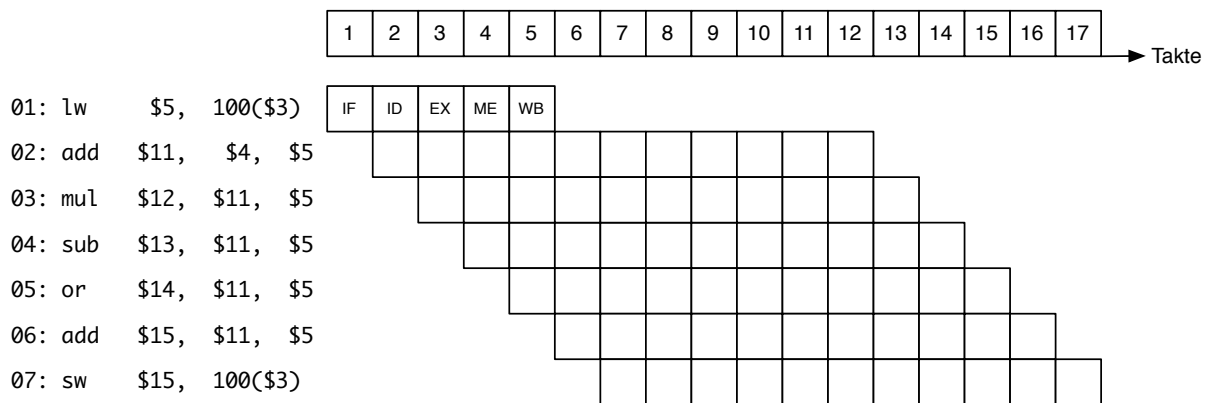 1 2 3 4 5 6 7 8 9 10 11 12 13 14 15 16 17
Takte
01: lw $5, 100($3) IF ID EX ME WB
02: add $11, $4, $5
03: mul $12, $11, $5
04: sub $13, $11, $5
05: or $14, $11, $5
06: add $15, $11, $5
07: sw $15, 100($3)